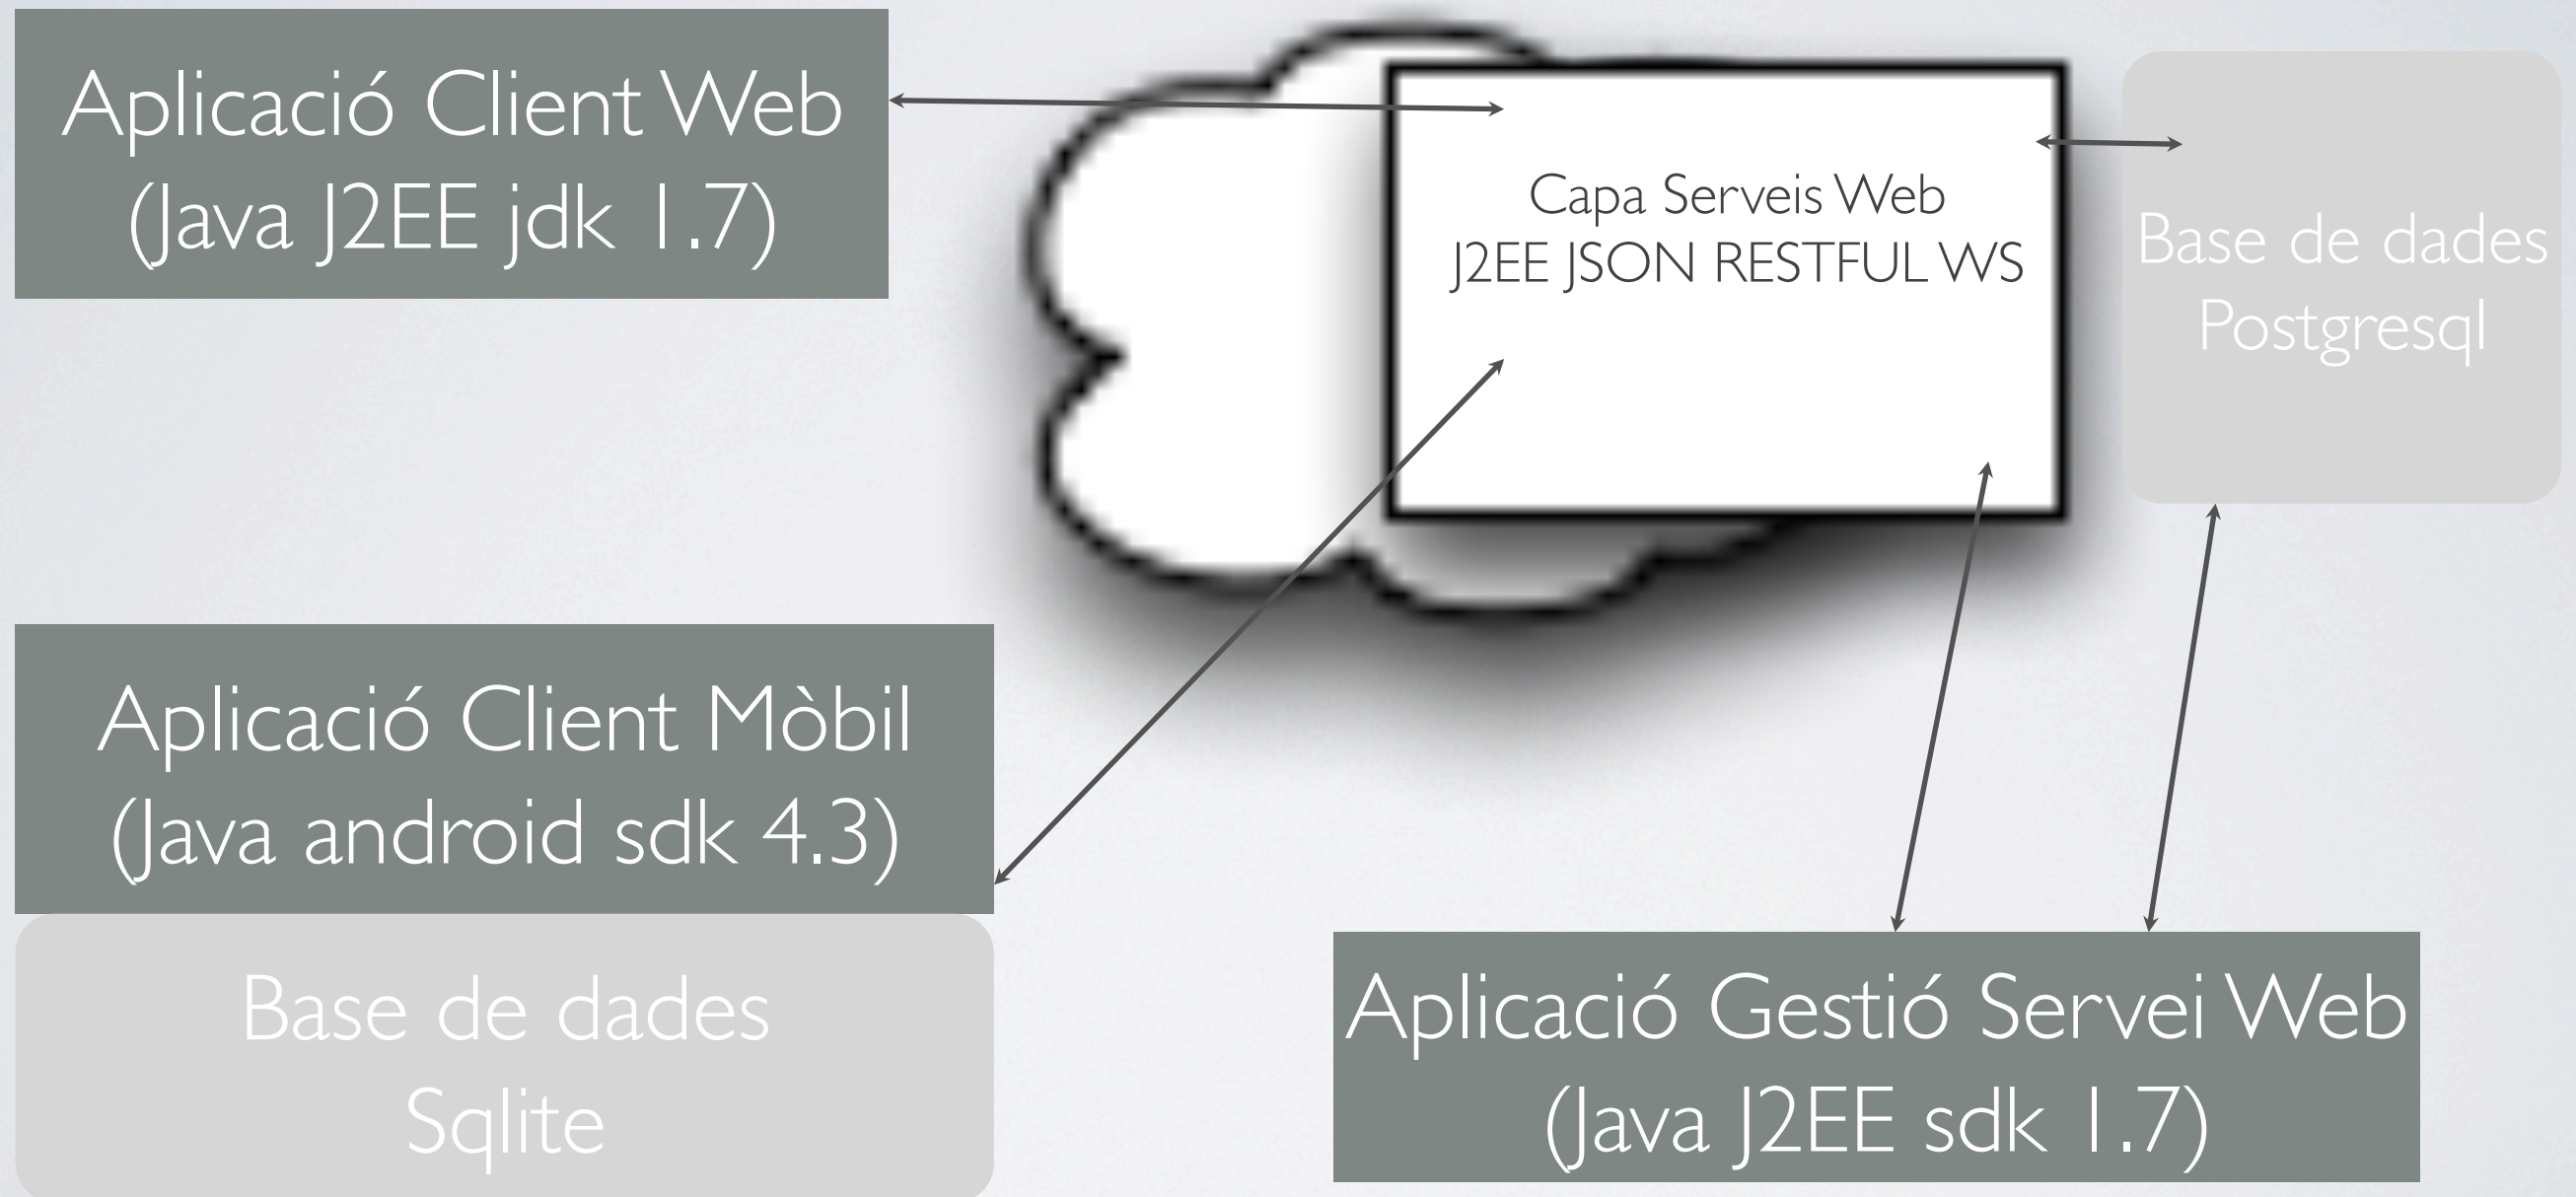 Aplicació Client Web
(Java J2EE jdk 1.7)
Capa Serveis Web
J2EE JSON RESTFUL WS
Base de dades
Postgresql
Aplicació Client Mòbil
(Java android sdk 4.3)
Base de dades
Sqlite
Aplicació Gestió Servei Web
(Java J2EE sdk 1.7)